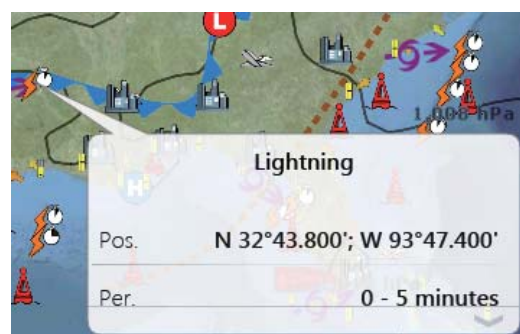 L
1,008 hPa
Lightning
H
Pos. N 32°43.800'; W 93°47.400'
Per. 0 - 5 minutes